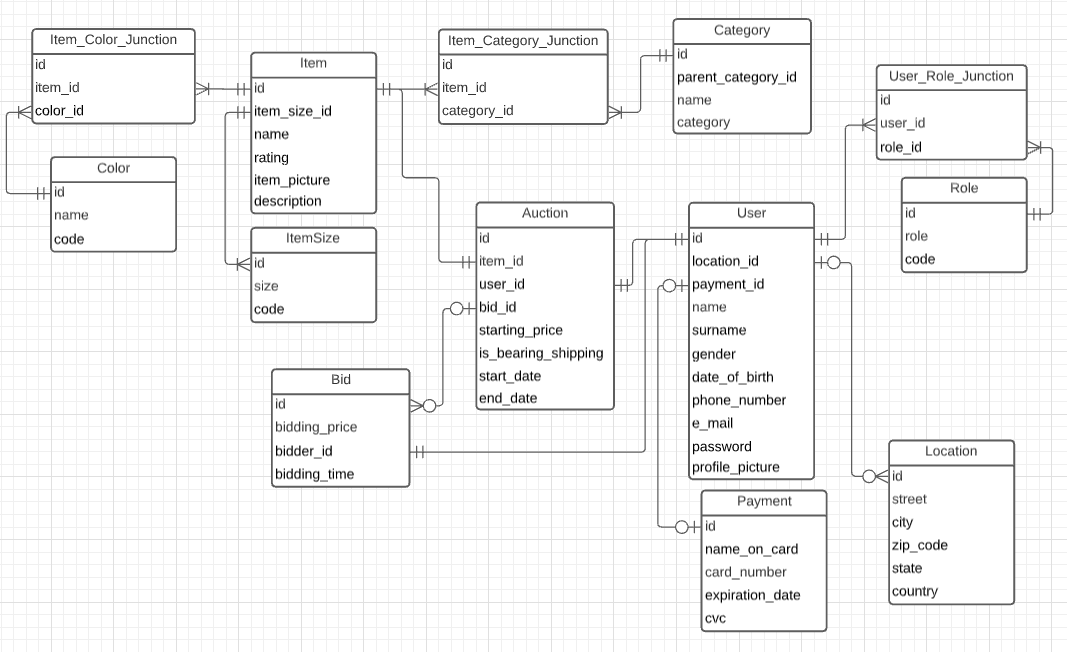 Item_Color_Junction
id
item_id
color_id
Color
id
name
code
Item
id
item_size_id
name
rating
item_picture
description
ItemSize
id
size
code
Item_Category_Junction
id
item_id
category_id
Category
id
parent_category_id
name
category
User_Role_Junction
id
user_id
role_id
Role
id
role
code
Auction
id
item_id
user_id
bid_id
starting_price
is_bearing_shipping
start_date
end_date
User
id
location_id
payment_id
name
surname
gender
date_of_birth
phone_number
e_mail
password
profile_picture
Bid
id
bidding_price
bidder_id
bidding_time
Payment
id
name_on_card
card_number
expiration_date
cvc
Location
id
street
city
zip_code
state
country